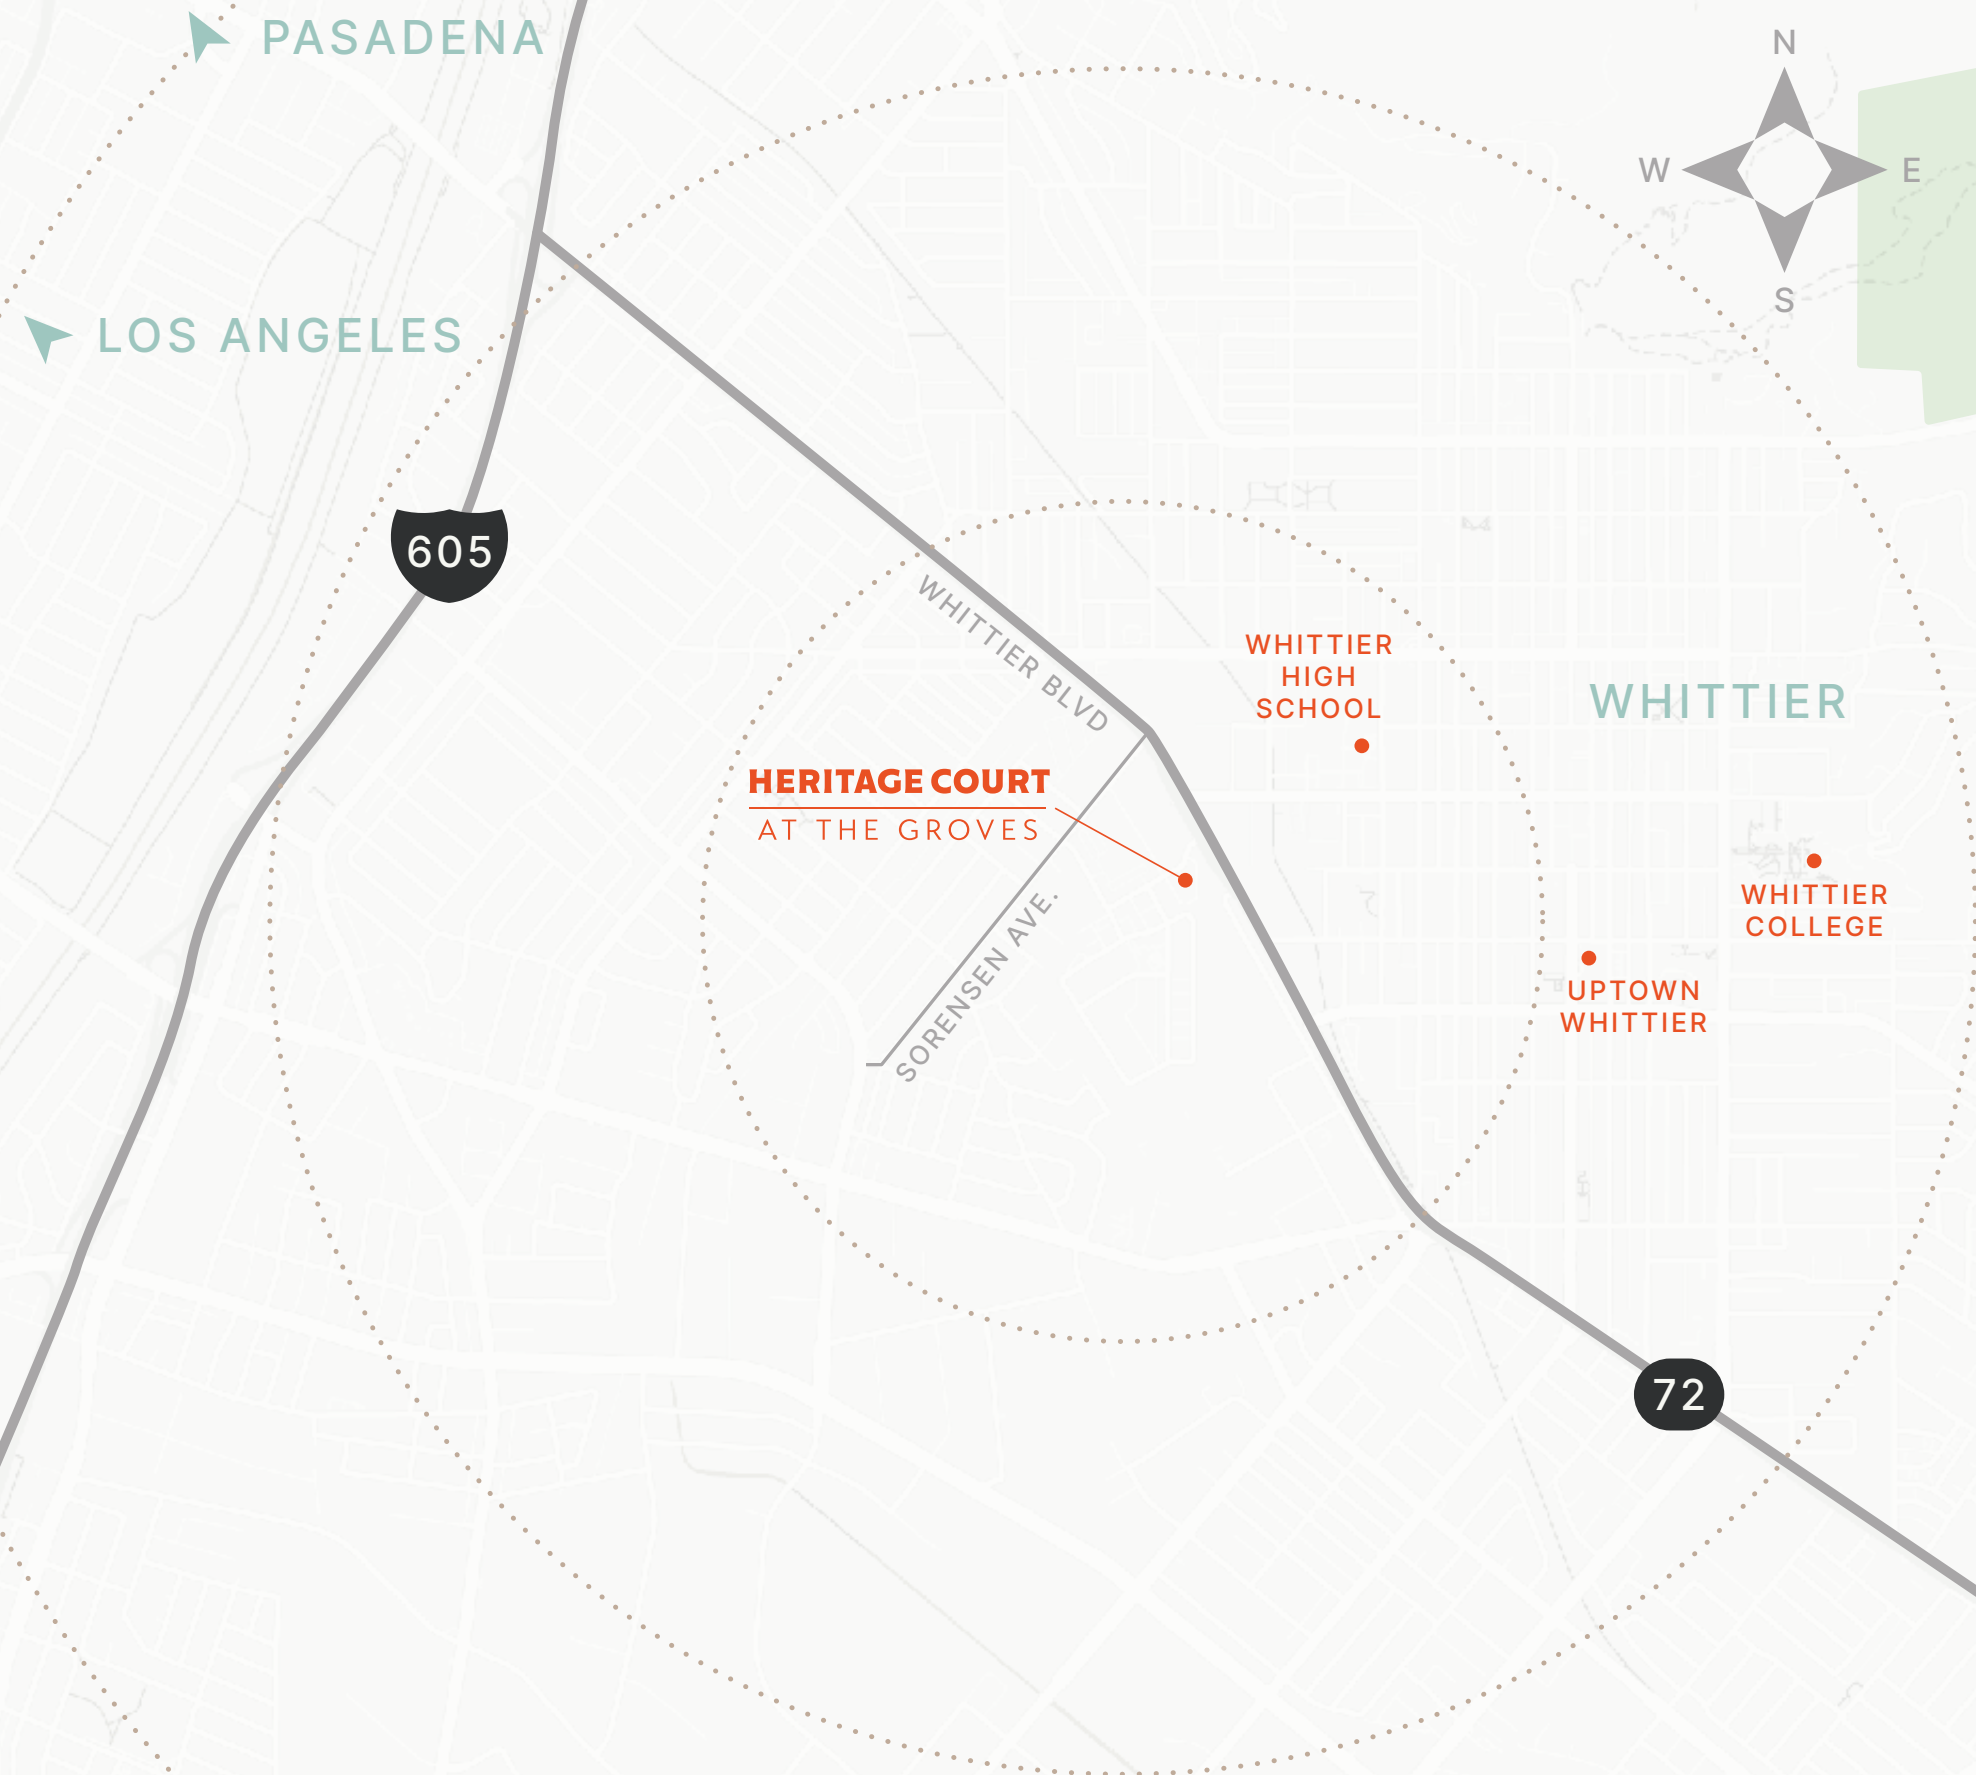 PASADENA
N
W
E
S
LOS ANGELES
605
WHITTIER BLVD
WHITTIER
HIGH
SCHOOL
WHITTIER
HERITAGE COURT
AT THE GROVES
SORENSEN AVE.
WHITTIER
COLLEGE
UPTOWN
WHITTIER
72